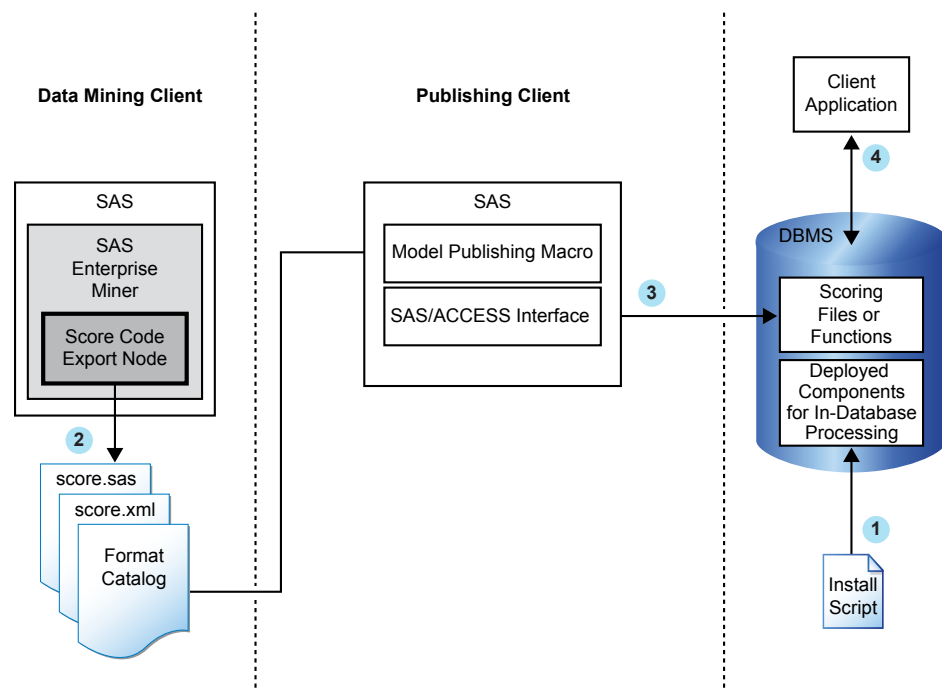 Data Mining Client
SAS
SAS
Enterprise
Miner
Score Code
Export Node
2
score.sas
score.xml
Format
Catalog
Publishing Client
SAS
Model Publishing Macro
SAS/ACCESS Interface
3
Client
Application
4
DBMS
Scoring
Files or
Functions
Deployed
Components
for In-Database
Processing
1
Install
Script